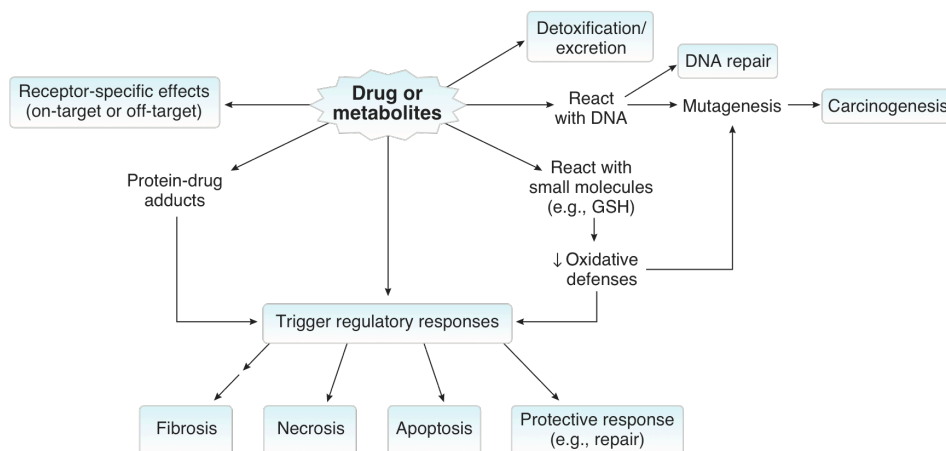 Detoxification/
excretion
DNA repair
Receptor-specific effects
(on-target or off-target)
Drug or
metabolites
React
with DNA
Mutagenesis
Carcinogenesis
Protein-drug
adducts
React with
small molecules
(e.g., GSH)
↓ Oxidative
defenses
Trigger regulatory responses
Fibrosis
Necrosis
Apoptosis
Protective response
(e.g., repair)